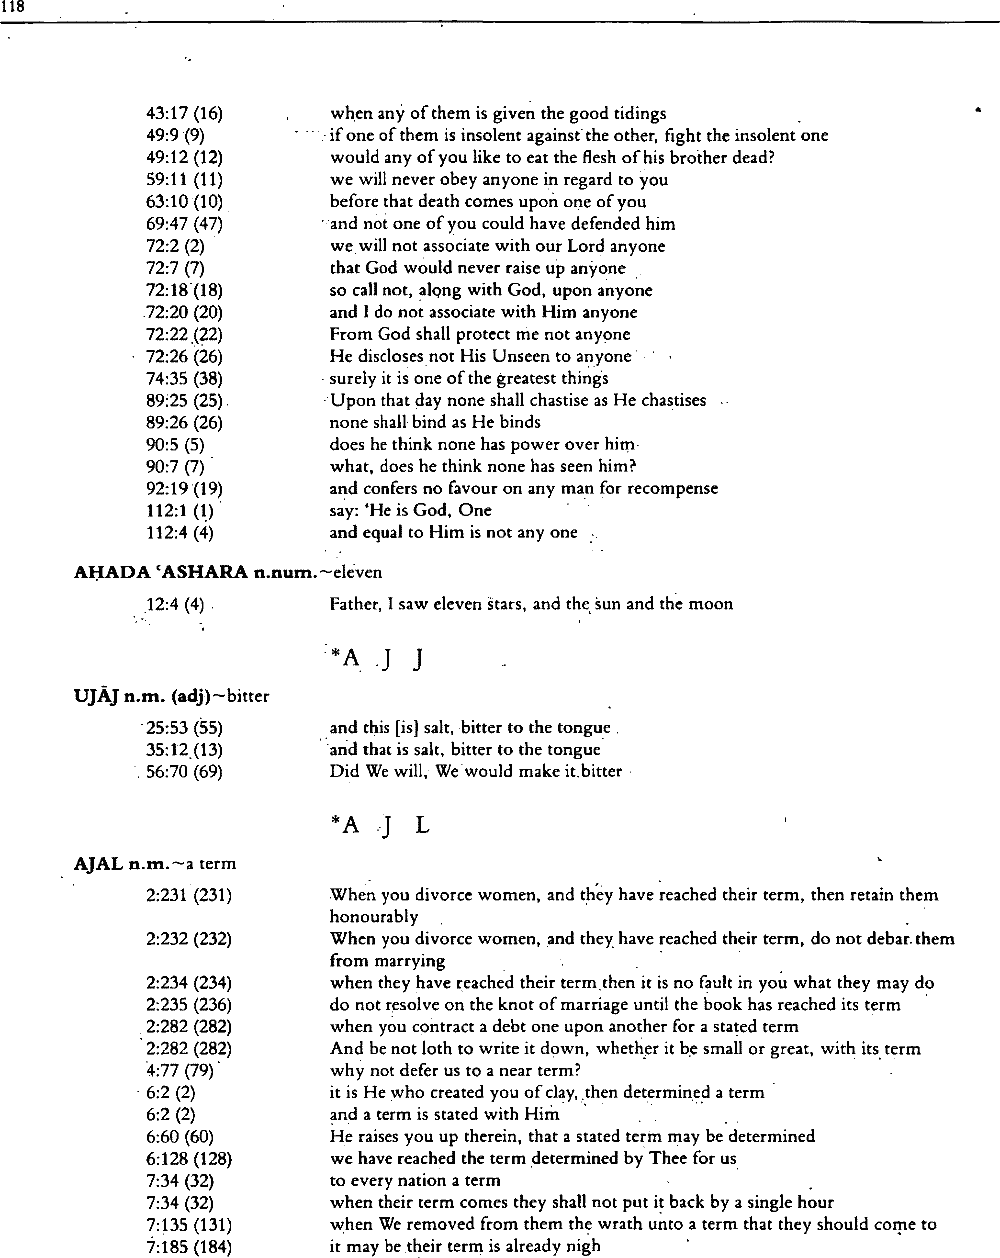 118
43:17 (16) when any of them is given the good tidings
49:9 (9) if one of them is insolent against the other, fight the insolent one
49:12 (12) would any of you like to eat the flesh of his brother dead?
59:11 (11) we will never obey anyone in regard to you
63:10 (10) before that death comes upon one of you
69:47 (47) and not one of you could have defended him
72:2 (2) we will not associate with our Lord anyone
72:7 (7) that God would never raise up anyone
72:18 (18) so call not, along with God, upon anyone
72:20 (20) and I do not associate with Him anyone
72:22 (22) From God shall protect me not anyone
72:26 (26) He discloses not His Unseen to anyone
74:35 (38) surely it is one of the greatest things
89:25 (25) Upon that day none shall chastise as He chastises
89:26 (26) none shall bind as He binds
90:5 (5) does he think none has power over him
90:7 (7) what, does he think none has seen him?
92:19 (19) and confers no favour on any man for recompense
112:1 (1) say: 'He is God, One
112:4 (4) and equal to Him is not any one
AḤADA ʿASHARA n.num.~eleven
12:4 (4) Father, I saw eleven stars, and the sun and the moon
*A J J
UJĀJ n.m. (adj)~bitter
25:53 (55) and this [is] salt, bitter to the tongue
35:12 (13) and that is salt, bitter to the tongue
56:70 (69) Did We will, We would make it bitter
*A J L
AJAL n.m.~a term
2:231 (231) When you divorce women, and they have reached their term, then retain them
honourably
2:232 (232) When you divorce women, and they have reached their term, do not debar them
from marrying
2:234 (234) when they have reached their term then it is no fault in you what they may do
2:235 (236) do not resolve on the knot of marriage until the book has reached its term
2:282 (282) when you contract a debt one upon another for a stated term
2:282 (282) And be not loth to write it down, whether it be small or great, with its term
4:77 (79) why not defer us to a near term?
6:2 (2) it is He who created you of clay, then determined a term
6:2 (2) and a term is stated with Him
6:60 (60) He raises you up therein, that a stated term may be determined
6:128 (128) we have reached the term determined by Thee for us
7:34 (32) to every nation a term
7:34 (32) when their term comes they shall not put it back by a single hour
7:135 (131) when We removed from them the wrath unto a term that they should come to
7:185 (184) it may be their term is already nigh